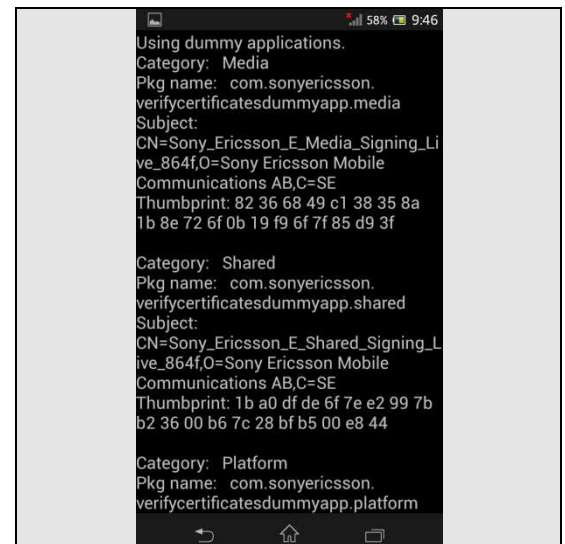 58% 9:46
Using dummy applications.
Category: Media
Pkg name: com.sonyericsson.
verifycertificatesdummyapp.media
Subject:
CN=Sony_Ericsson_E_Media_Signing_Li
ve_864f,O=Sony Ericsson Mobile
Communications AB,C=SE
Thumbprint: 82 36 68 49 c1 38 35 8a
1b 8e 72 6f 0b 19 f9 6f 7f 85 d9 3f
Category: Shared
Pkg name: com.sonyericsson.
verifycertificatesdummyapp.shared
Subject:
CN=Sony_Ericsson_E_Shared_Signing_L
ive_864f,O=Sony Ericsson Mobile
Communications AB,C=SE
Thumbprint: 1b a0 df de 6f 7e e2 99 7b
b2 36 00 b6 7c 28 bf b5 00 e8 44
Category: Platform
Pkg name: com.sonyericsson.
verifycertificatesdummyapp.platform